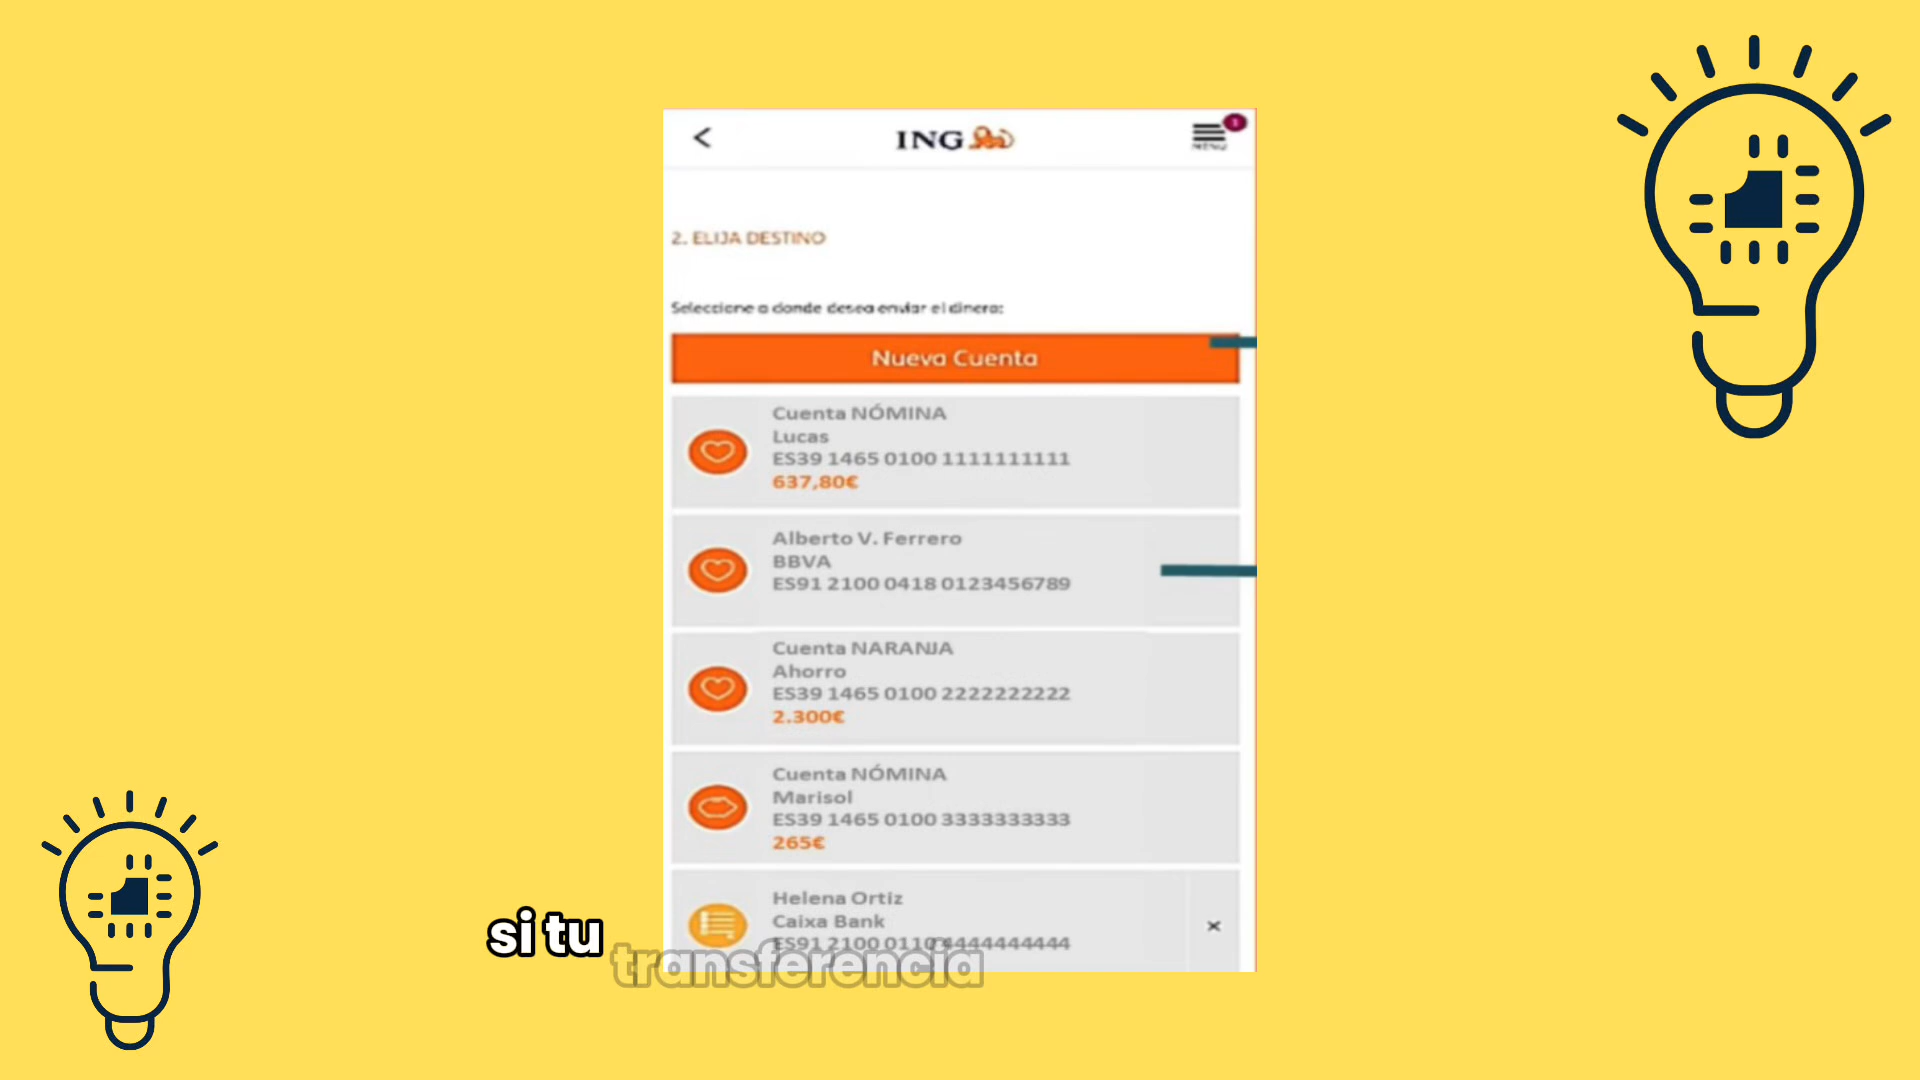 ING
1
MENÚ
2. ELIJA DESTINO
Seleccione a donde desea enviar el dinero:
Nueva Cuenta
Cuenta NÓMINA
Lucas
ES39 1465 0100 1111111111
637,80€
Alberto V. Ferrero
BBVA
ES91 2100 0418 0123456789
Cuenta NARANJA
Ahorro
ES39 1465 0100 2222222222
2.300€
Cuenta NÓMINA
Marisol
ES39 1465 0100 3333333333
265€
Helena Ortiz
Caixa Bank
ES91 2100 0110 4444444444
si tu transferencia